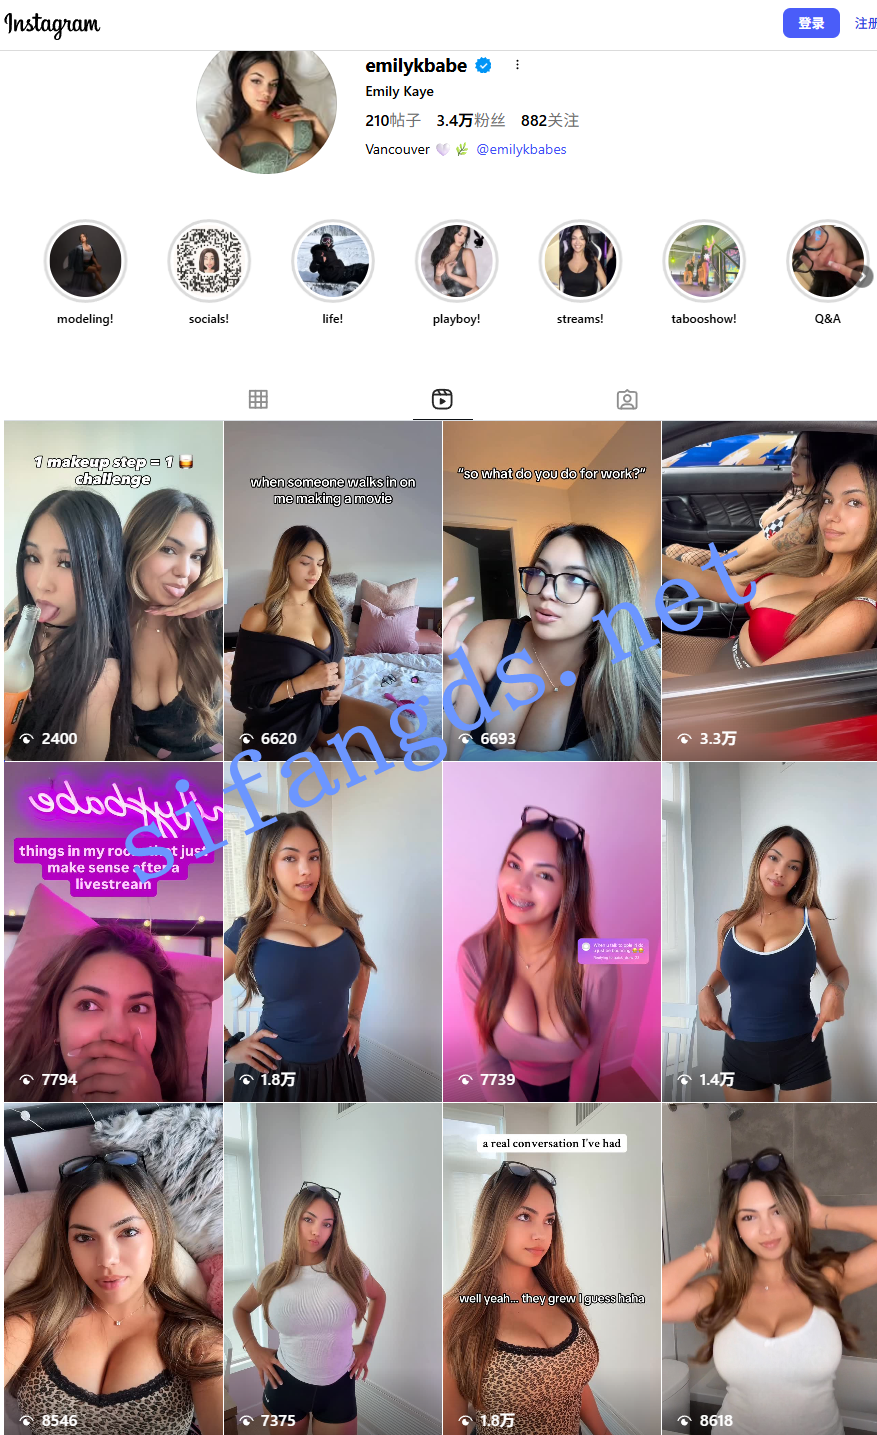 Instagram
登录
注册
emilykbabe
Emily Kaye
210帖子 3.4万粉丝 882关注
Vancouver 🤍 🌿 @emilykbabes
modeling!
socials!
life!
playboy!
streams!
tabooshow!
Q&A
1 makeup step = 1 🥃
challenge
when someone walks in on
me making a movie
"so what do you do for work?"
2400
6620
6693
3.3万
sifangds.net
things in my room that just
make sense after a
livestream
7794
1.8万
7739
1.4万
a real conversation I've had
well yeah... they grew I guess haha
8546
7375
1.8万
8618